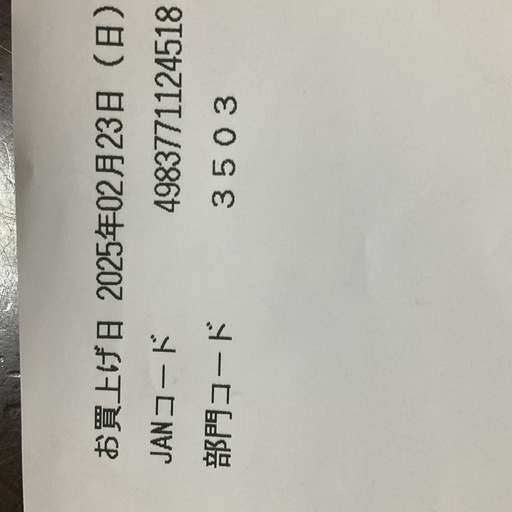 お買上げ日 2025年02月23日（日）
JANコード 4983771124518
部門コード ３５０３